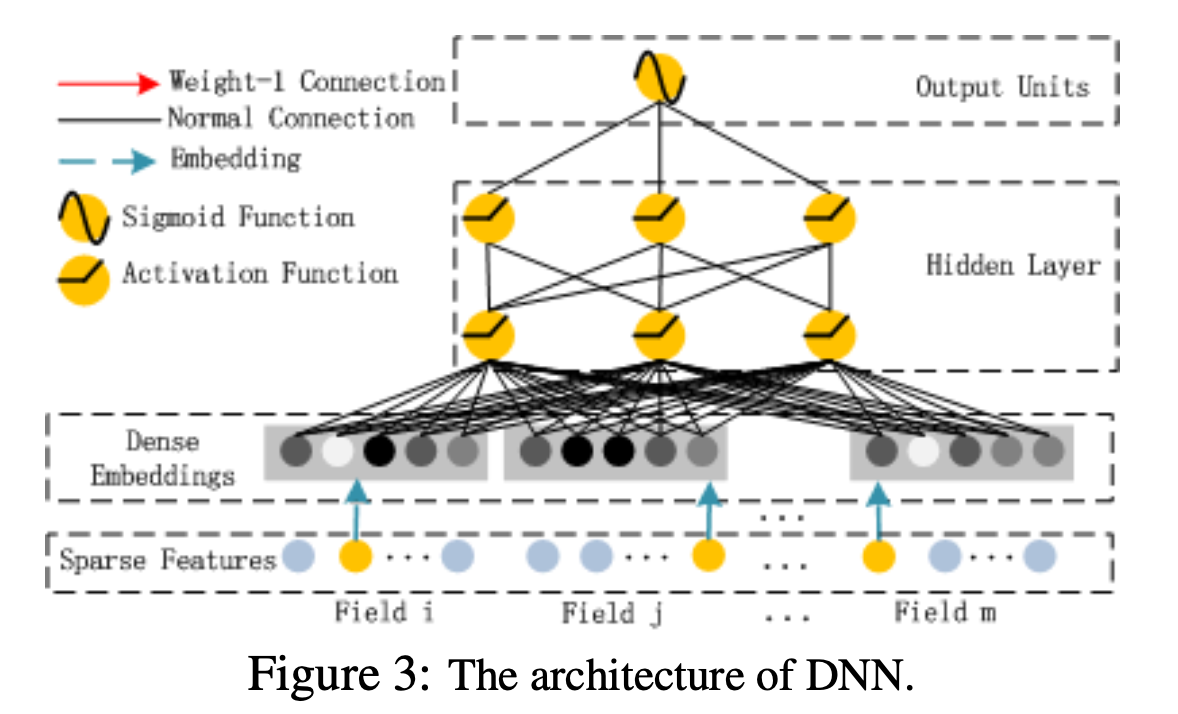 Weight-1 Connection
Normal Connection
Embedding
Sigmoid Function
Activation Function
Output Units
Hidden Layer
Dense
Embeddings
...
Sparse Features ... ... ... ...
Field i Field j ... Field m
Figure 3: The architecture of DNN.